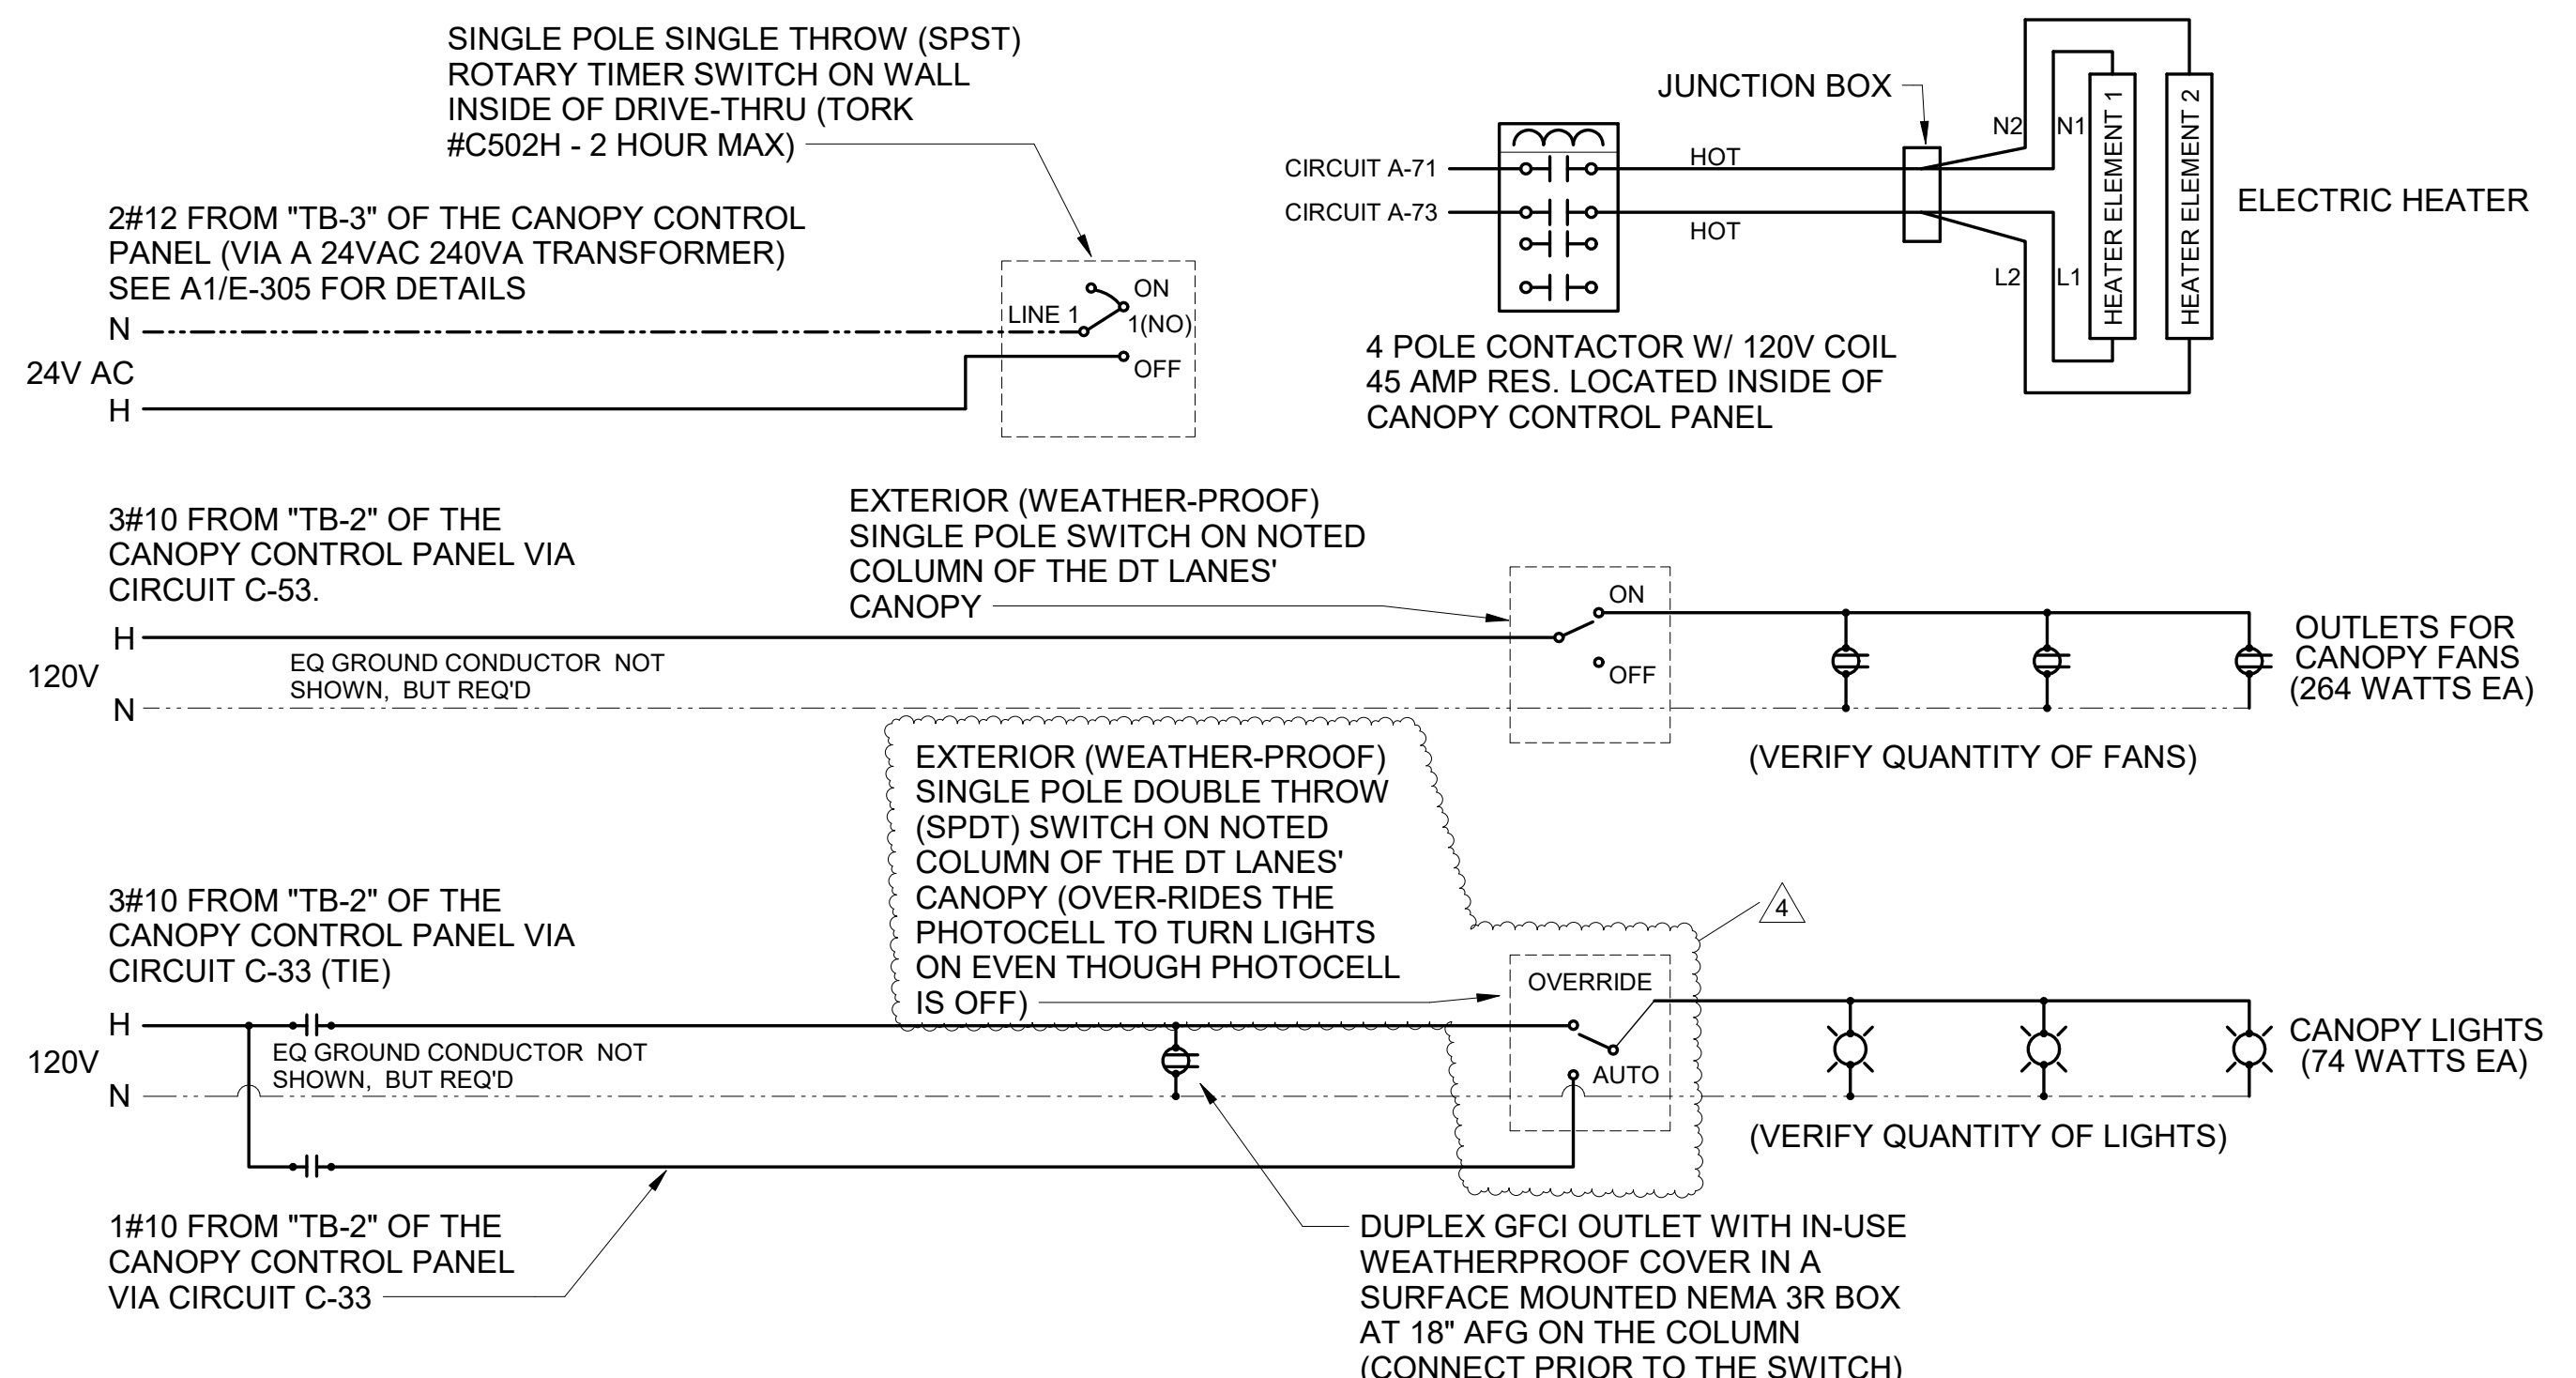 SINGLE POLE SINGLE THROW (SPST)
ROTARY TIMER SWITCH ON WALL
INSIDE OF DRIVE-THRU (TORK
#C502H - 2 HOUR MAX)
2#12 FROM "TB-3" OF THE CANOPY CONTROL
PANEL (VIA A 24VAC 240VA TRANSFORMER)
SEE A1/E-305 FOR DETAILS
N
24V AC
H
LINE 1
ON
1(NO)
OFF
JUNCTION BOX
CIRCUIT A-71
CIRCUIT A-73
HOT
HOT
N2
N1
L2
L1
HEATER ELEMENT 1
HEATER ELEMENT 2
ELECTRIC HEATER
4 POLE CONTACTOR W/ 120V COIL
45 AMP RES. LOCATED INSIDE OF
CANOPY CONTROL PANEL
3#10 FROM "TB-2" OF THE
CANOPY CONTROL PANEL VIA
CIRCUIT C-53.
EXTERIOR (WEATHER-PROOF)
SINGLE POLE SWITCH ON NOTED
COLUMN OF THE DT LANES'
CANOPY
H
120V
N
EQ GROUND CONDUCTOR NOT
SHOWN, BUT REQ'D
ON
OFF
OUTLETS FOR
CANOPY FANS
(264 WATTS EA)
(VERIFY QUANTITY OF FANS)
EXTERIOR (WEATHER-PROOF)
SINGLE POLE DOUBLE THROW
(SPDT) SWITCH ON NOTED
COLUMN OF THE DT LANES'
CANOPY (OVER-RIDES THE
PHOTOCELL TO TURN LIGHTS
ON EVEN THOUGH PHOTOCELL
IS OFF)
4
3#10 FROM "TB-2" OF THE
CANOPY CONTROL PANEL VIA
CIRCUIT C-33 (TIE)
H
120V
N
EQ GROUND CONDUCTOR NOT
SHOWN, BUT REQ'D
OVERRIDE
AUTO
CANOPY LIGHTS
(74 WATTS EA)
(VERIFY QUANTITY OF LIGHTS)
1#10 FROM "TB-2" OF THE
CANOPY CONTROL PANEL
VIA CIRCUIT C-33
DUPLEX GFCI OUTLET WITH IN-USE
WEATHERPROOF COVER IN A
SURFACE MOUNTED NEMA 3R BOX
AT 18" AFG ON THE COLUMN
(CONNECT PRIOR TO THE SWITCH)